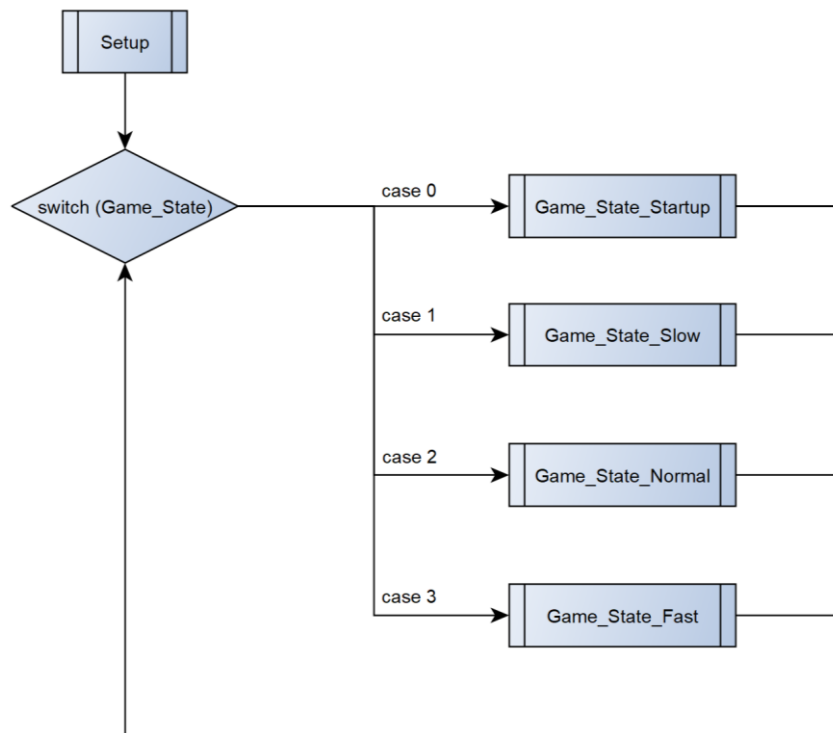 Setup
switch (Game_State)
case 0
Game_State_Startup
case 1
Game_State_Slow
case 2
Game_State_Normal
case 3
Game_State_Fast